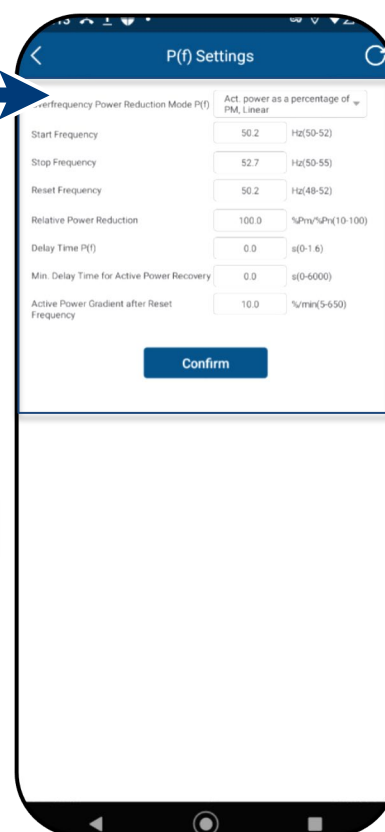 P(f) Settings
Overfrequency Power Reduction Mode P(f)
Act. power as a percentage of
PM, Linear
Start Frequency 50.2 Hz(50-52)
Stop Frequency 52.7 Hz(50-55)
Reset Frequency 50.2 Hz(48-52)
Relative Power Reduction 100.0 %Pm/%Pn(10-100)
Delay Time P(f) 0.0 s(0-1.6)
Min. Delay Time for Active Power Recovery 0.0 s(0-6000)
Active Power Gradient after Reset
Frequency
10.0 %/min(5-650)
Confirm